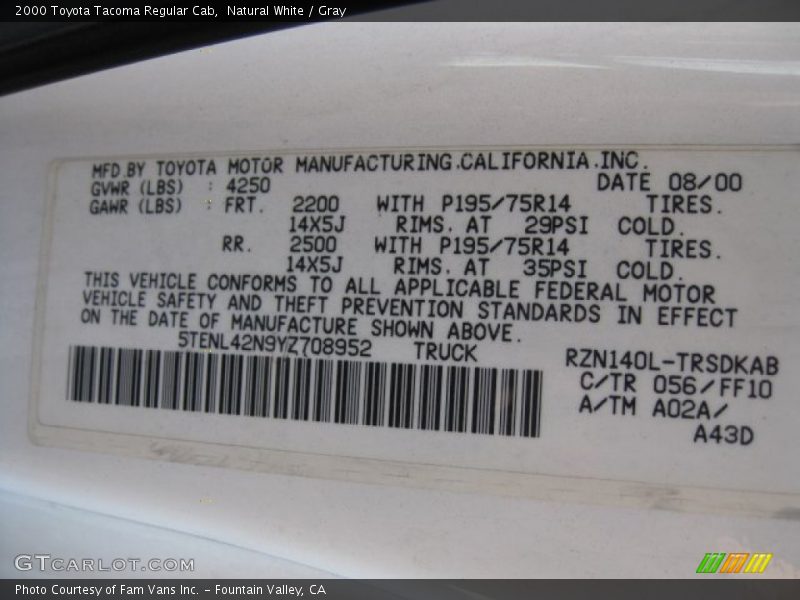 2000 Toyota Tacoma Regular Cab,  Natural White / Gray
MFD.BY TOYOTA MOTOR MANUFACTURING.CALIFORNIA.INC.
GVWR (LBS) : 4250 DATE 08/00
GAWR (LBS) : FRT. 2200 WITH P195/75R14 TIRES.
14X5J RIMS. AT 29PSI COLD.
RR. 2500 WITH P195/75R14 TIRES.
14X5J RIMS. AT 35PSI COLD.
THIS VEHICLE CONFORMS TO ALL APPLICABLE FEDERAL MOTOR
VEHICLE SAFETY AND THEFT PREVENTION STANDARDS IN EFFECT
ON THE DATE OF MANUFACTURE SHOWN ABOVE.
5TENL42N9YZ708952 TRUCK
RZN140L-TRSDKAB
C/TR 056/FF10
A/TM A02A/
A43D
GTCARLOT.COM
Photo Courtesy of Fam Vans Inc. – Fountain Valley, CA